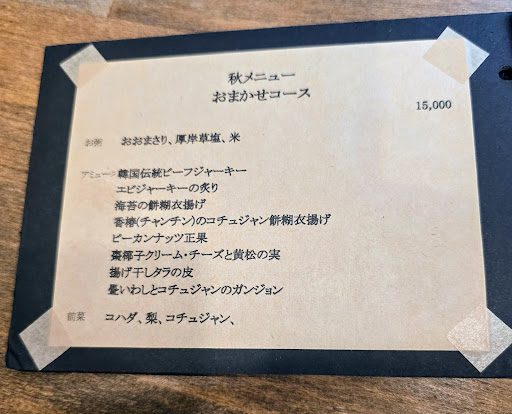 秋メニュー
おまかせコース
15,000
お粥 おおまさり、厚岸草塩、米
アミューズ 韓国伝統ビーフジャーキー
エビジャーキーの炙り
海苔の餅糊衣揚げ
香椿(チャンチン)のコチュジャン餅糊衣揚げ
ピーカンナッツ正果
棗椰子クリーム・チーズと黄松の実
揚げ干しタラの皮
畳いわしとコチュジャンのガンジョン
前菜 コハダ、梨、コチュジャン、